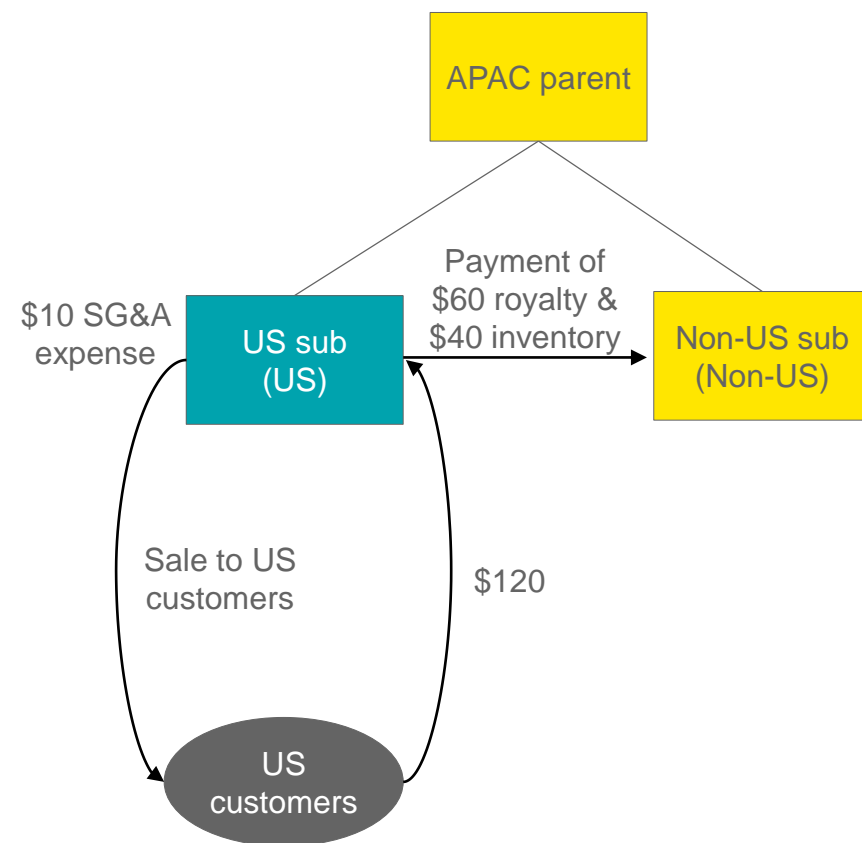 APAC parent
Payment of
$60 royalty &
$40 inventory
$10 SG&A
expense
US sub
(US)
Non-US sub
(Non-US)
Sale to US
customers
$120
US
customers